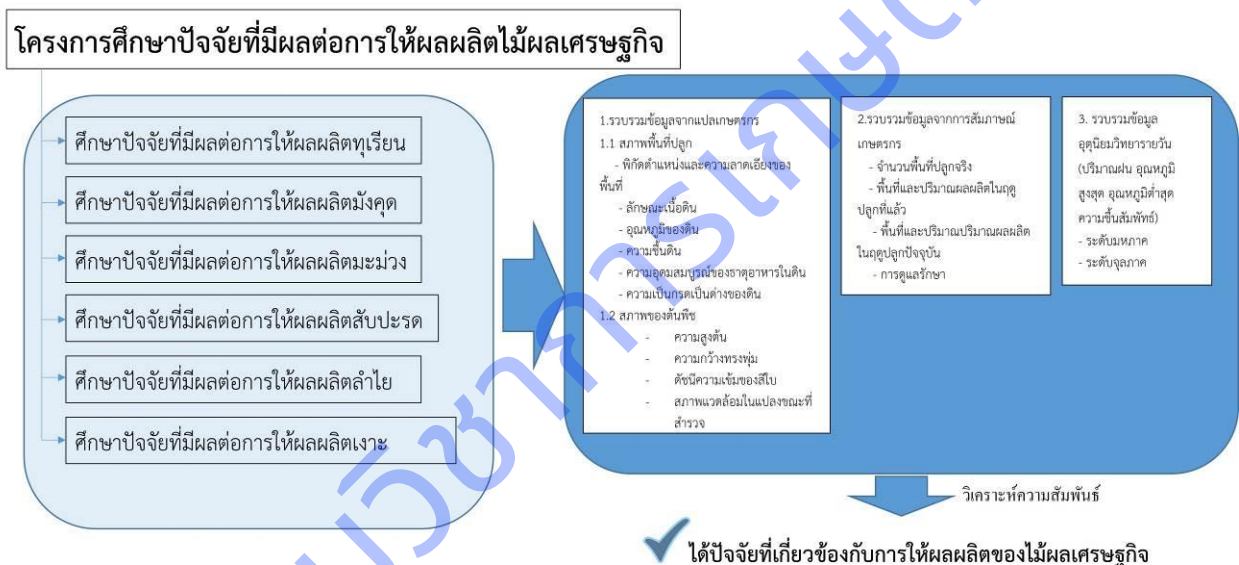 โครงการศึกษาปัจจัยที่มีผลต่อการให้ผลผลิตไม้ผลเศรษฐกิจ
ศึกษาปัจจัยที่มีผลต่อการให้ผลผลิตทุเรียน
ศึกษาปัจจัยที่มีผลต่อการให้ผลผลิตมังคุด
ศึกษาปัจจัยที่มีผลต่อการให้ผลผลิตมะม่วง
ศึกษาปัจจัยที่มีผลต่อการให้ผลผลิตสับปะรด
ศึกษาปัจจัยที่มีผลต่อการให้ผลผลิตลำไย
ศึกษาปัจจัยที่มีผลต่อการให้ผลผลิตเงาะ
1.รวบรวมข้อมูลจากแปลเกษตรกร
1.1 สภาพพื้นที่ปลูก
- พิกัดตำแหน่งและความลาดเอียงของ
พื้นที่
- ลักษณะเนื้อดิน
- อุณหภูมิของดิน
- ความชื้นดิน
- ความอุดมสมบูรณ์ของธาตุอาหารในดิน
- ความเป็นกรดเป็นด่างของดิน
1.2 สภาพของต้นพืช
- ความสูงต้น
- ความกว้างทรงพุ่ม
- ดัชนีความเข้มของสีใบ
- สภาพแวดล้อมในแปลงขณะที่
สำรวจ
2.รวบรวมข้อมูลจากการสัมภาษณ์
เกษตรกร
- จำนวนพื้นที่ปลูกจริง
- พื้นที่และปริมาณผลผลิตในฤดู
ปลูกที่แล้ว
- พื้นที่และปริมาณปริมาณผลผลิต
ในฤดูปลูกปัจจุบัน
- การดูแลรักษา
3. รวบรวมข้อมูล
อุตุนิยมวิทยารายวัน
(ปริมาณฝน อุณหภูมิ
สูงสุด อุณหภูมิต่ำสุด
ความชื้นสัมพัทธ์)
- ระดับมหภาค
- ระดับจุลภาค
วิเคราะห์ความสัมพันธ์
ได้ปัจจัยที่เกี่ยวข้องกับการให้ผลผลิตของไม้ผลเศรษฐกิจ